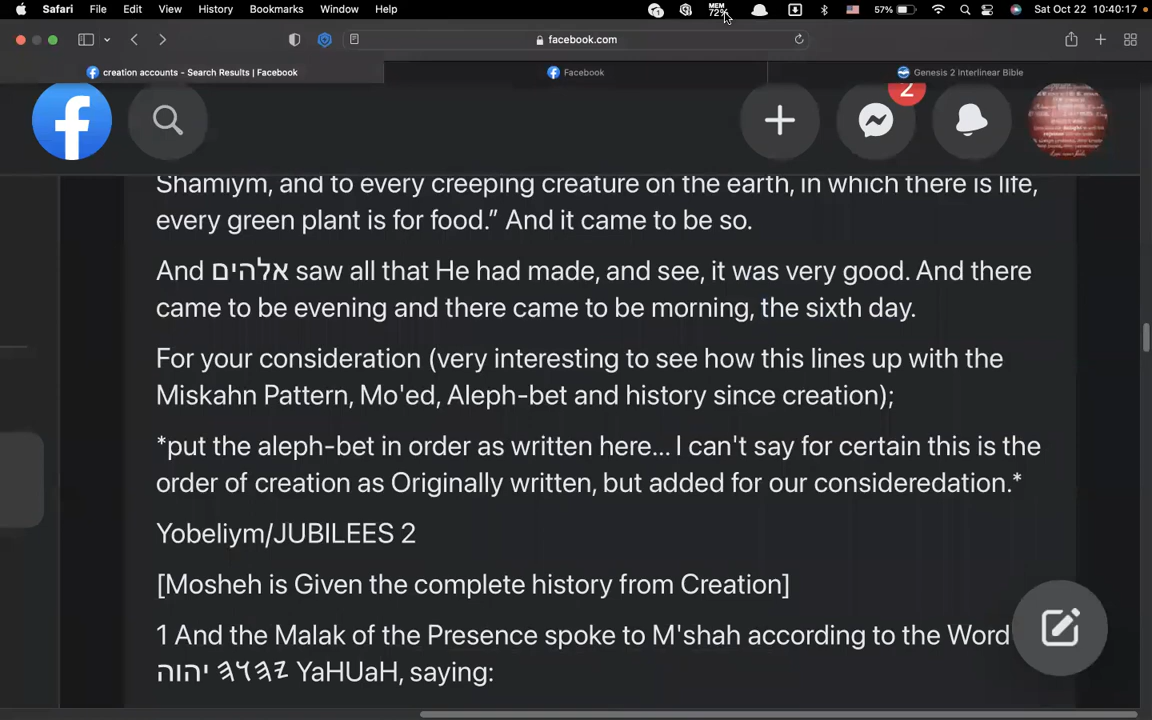 Safari File Edit View History Bookmarks Window Help MEM 72% 57% Sat Oct 22 10:40:17
facebook.com
creation accounts - Search Results | Facebook Facebook Genesis 2 Interlinear Bible
2
Shamiym, and to every creeping creature on the earth, in which there is life,
every green plant is for food.” And it came to be so.
And אלהים saw all that He had made, and see, it was very good. And there
came to be evening and there came to be morning, the sixth day.
For your consideration (very interesting to see how this lines up with the
Miskahn Pattern, Mo'ed, Aleph-bet and history since creation);
*put the aleph-bet in order as written here... I can't say for certain this is the
order of creation as Originally written, but added for our consideredation.*
Yobeliym/JUBILEES 2
[Mosheh is Given the complete history from Creation]
1 And the Malak of the Presence spoke to M'shah according to the Word
יהוה 𐤉𐤄𐤅𐤄 YaHUaH, saying: